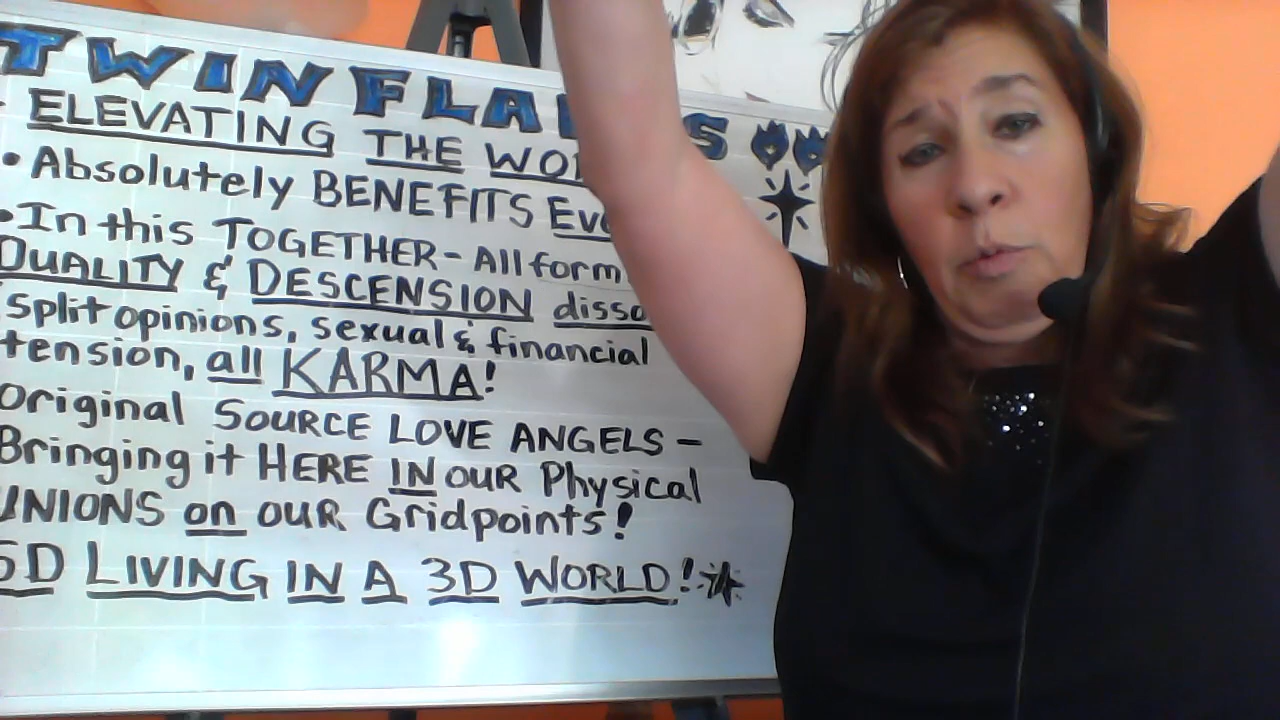 TWIN FLA S
ELEVATING THE WO
• Absolutely BENEFITS Eve
• In this TOGETHER - All form
DUALITY & DESCENSION disso
split opinions, sexual & financial
tension, all KARMA!
Original SOURCE LOVE ANGELS -
Bringing it HERE IN OUR Physical
UNIONS on OUR Gridpoints!
5D LIVING IN A 3D WORLD!